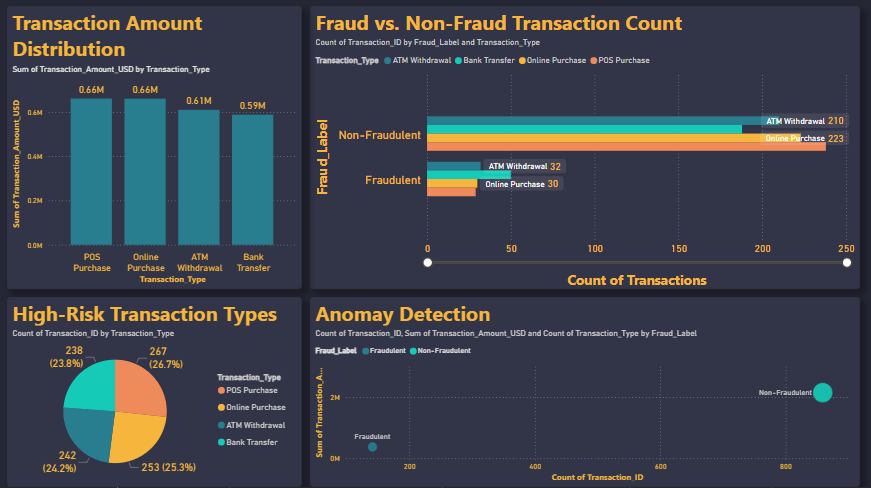 Transaction Amount
Distribution
Sum of Transaction_Amount_USD by Transaction_Type
Sum of Transaction_Amount_USD
0.6M
0.4M
0.2M
0.0M
0.66M
0.66M
0.61M
0.59M
POS
Purchase
Online
Purchase
ATM
Withdrawal
Bank
Transfer
Transaction_Type
Fraud vs. Non-Fraud Transaction Count
Count of Transaction_ID by Fraud_Label and Transaction_Type
Transaction_Type ATM Withdrawal Bank Transfer Online Purchase POS Purchase
Fraud_Label
Non-Fraudulent
ATM Withdrawal 210
Online Purchase 223
Fraudulent
ATM Withdrawal 32
Online Purchase 30
0 50 100 150 200 250
Count of Transactions
High-Risk Transaction Types
Count of Transaction_ID by Transaction_Type
238
(23.8%)
267
(26.7%)
242
(24.2%)
253 (25.3%)
Transaction_Type
POS Purchase
Online Purchase
ATM Withdrawal
Bank Transfer
Anomay Detection
Count of Transaction_ID, Sum of Transaction_Amount_USD and Count of Transaction_Type by Fraud_Label
Fraud_Label Fraudulent Non-Fraudulent
Sum of Transaction_A...
2M
0M
Non-Fraudulent
Fraudulent
200 400 600 800
Count of Transaction_ID